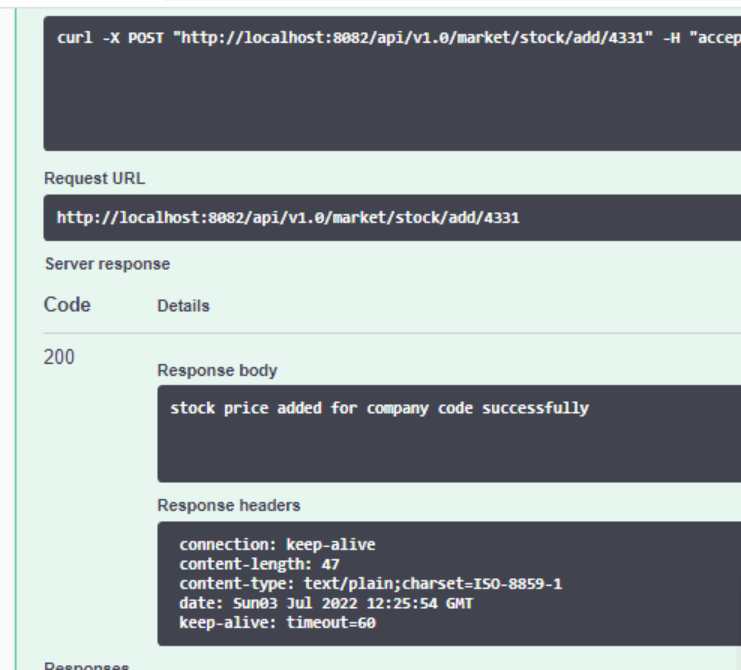 curl -X POST "http://localhost:8082/api/v1.0/market/stock/add/4331" -H "accep
Request URL
http://localhost:8082/api/v1.0/market/stock/add/4331
Server response
Code Details
200
Response body
stock price added for company code successfully
Response headers
connection: keep-alive
content-length: 47
content-type: text/plain;charset=ISO-8859-1
date: Sun03 Jul 2022 12:25:54 GMT
keep-alive: timeout=60
Responses